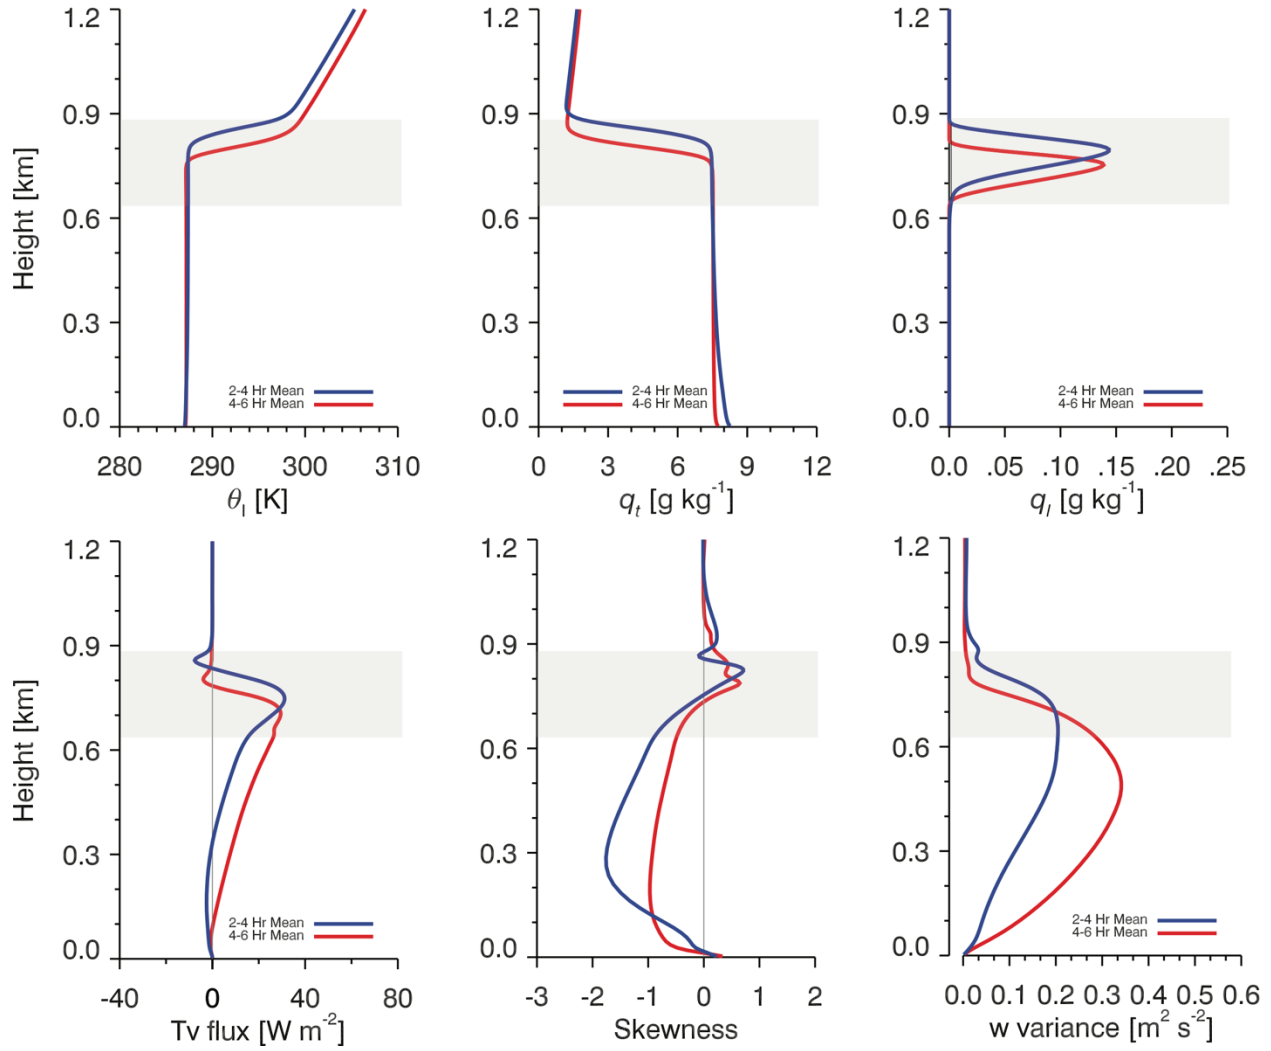 1.2
0.9
0.6
0.3
0.0
Height [km]
2-4 Hr Mean
4-6 Hr Mean
280 290 300 310
θl [K]
1.2
0.9
0.6
0.3
0.0
2-4 Hr Mean
4-6 Hr Mean
0 3 6 9 12
qt [g kg-1]
1.2
0.9
0.6
0.3
0.0
2-4 Hr Mean
4-6 Hr Mean
0.0 0.05 .10 .15 .20 .25
ql [g kg-1]
1.2
0.9
0.6
0.3
0.0
Height [km]
2-4 Hr Mean
4-6 Hr Mean
-40 0 40 80
Tv flux [W m-2]
1.2
0.9
0.6
0.3
0.0
-3 -2 -1 0 1 2
Skewness
1.2
0.9
0.6
0.3
0.0
2-4 Hr Mean
4-6 Hr Mean
0.0 0.1 0.2 0.3 0.4 0.5 0.6
w variance [m2 s-2]